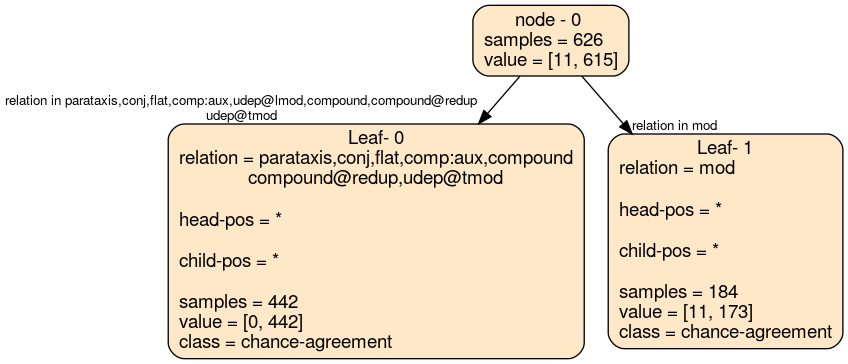 node - 0
samples = 626
value = [11, 615]
relation in parataxis,conj,flat,comp:aux,udep@lmod,compound,compound@redup
udep@tmod
relation in mod
Leaf- 0
relation = parataxis,conj,flat,comp:aux,compound
compound@redup,udep@tmod
head-pos = *
child-pos = *
samples = 442
value = [0, 442]
class = chance-agreement
Leaf- 1
relation = mod
head-pos = *
child-pos = *
samples = 184
value = [11, 173]
class = chance-agreement